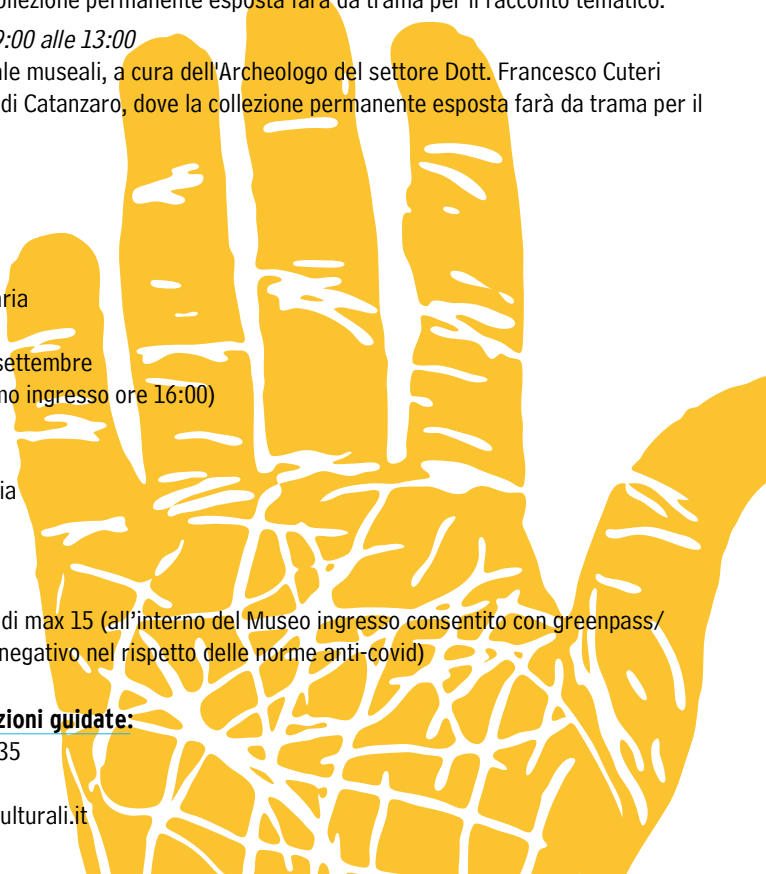 ollezione permanente esposta farà da trama per il racconto tematico.
9:00 alle 13:00
ale museali, a cura dell'Archeologo del settore Dott. Francesco Cuteri
di Catanzaro, dove la collezione permanente esposta farà da trama per il
aria
settembre
mo ingresso ore 16:00)
ia
di max 15 (all’interno del Museo ingresso consentito con greenpass/
negativo nel rispetto delle norme anti-covid)
zioni guidate:
35
ulturali.it